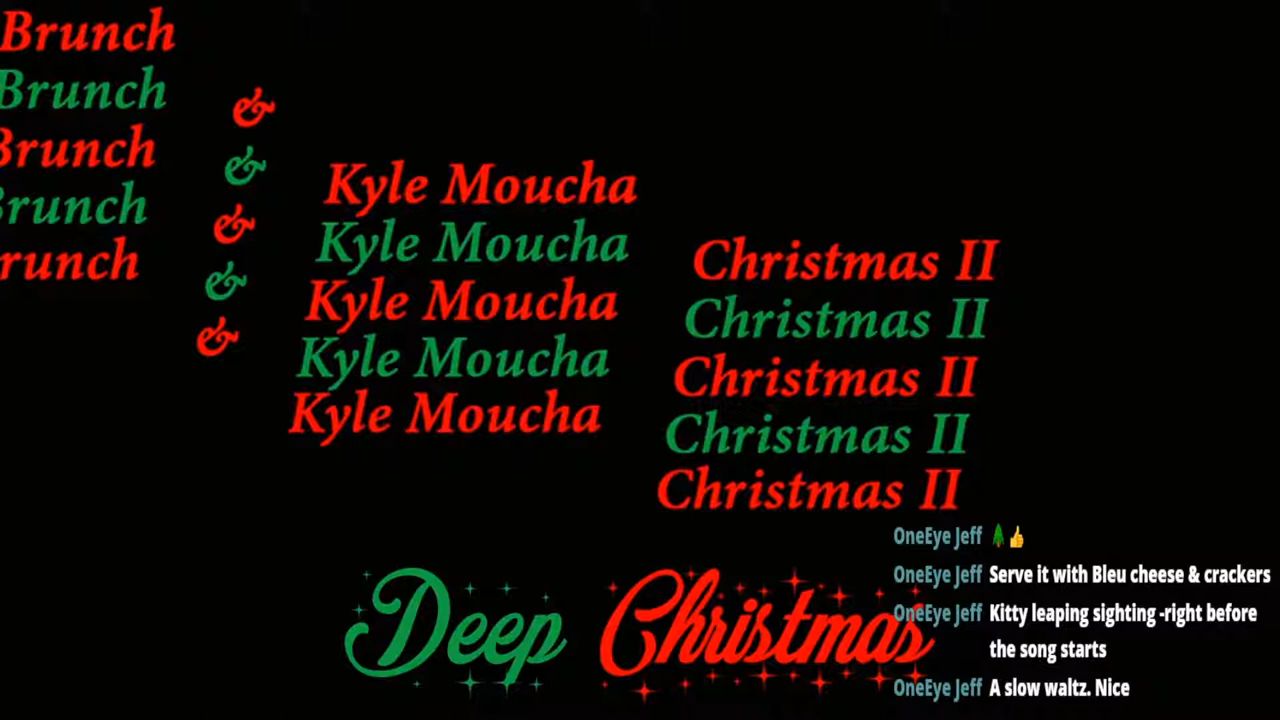 Brunch
Brunch
Brunch
Brunch
runch
&
&
&
&
&
Kyle Moucha
Kyle Moucha
Kyle Moucha
Kyle Moucha
Kyle Moucha
Christmas II
Christmas II
Christmas II
Christmas II
Christmas II
Deep Christmas
OneEye Jeff 🌲👍
OneEye Jeff Serve it with Bleu cheese & crackers
OneEye Jeff Kitty leaping sighting -right before
the song starts
OneEye Jeff A slow waltz. Nice